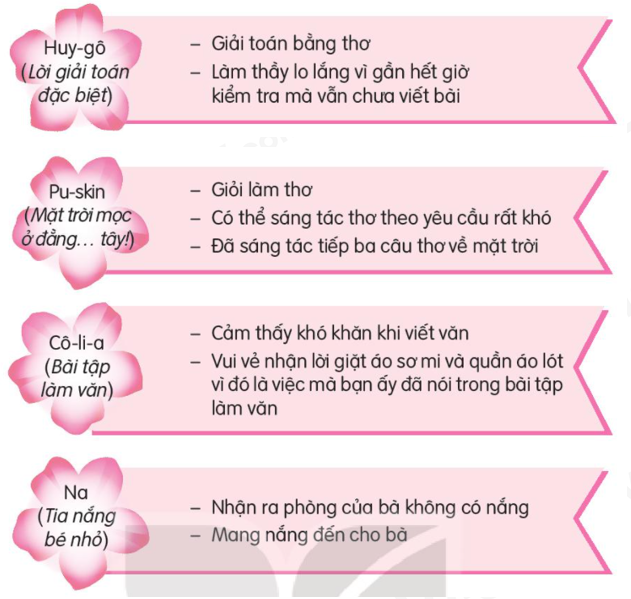 Huy-gô
(Lời giải toán
đặc biệt)
– Giải toán bằng thơ
– Làm thầy lo lắng vì gần hết giờ
kiểm tra mà vẫn chưa viết bài
Pu-skin
(Mặt trời mọc
ở đằng... tây!)
– Giỏi làm thơ
– Có thể sáng tác thơ theo yêu cầu rất khó
– Đã sáng tác tiếp ba câu thơ về mặt trời
Cô-li-a
(Bài tập
làm văn)
– Cảm thấy khó khăn khi viết văn
– Vui vẻ nhận lời giặt áo sơ mi và quần áo lót
vì đó là việc mà bạn ấy đã nói trong bài tập
làm văn
Na
(Tia nắng
bé nhỏ)
– Nhận ra phòng của bà không có nắng
– Mang nắng đến cho bà